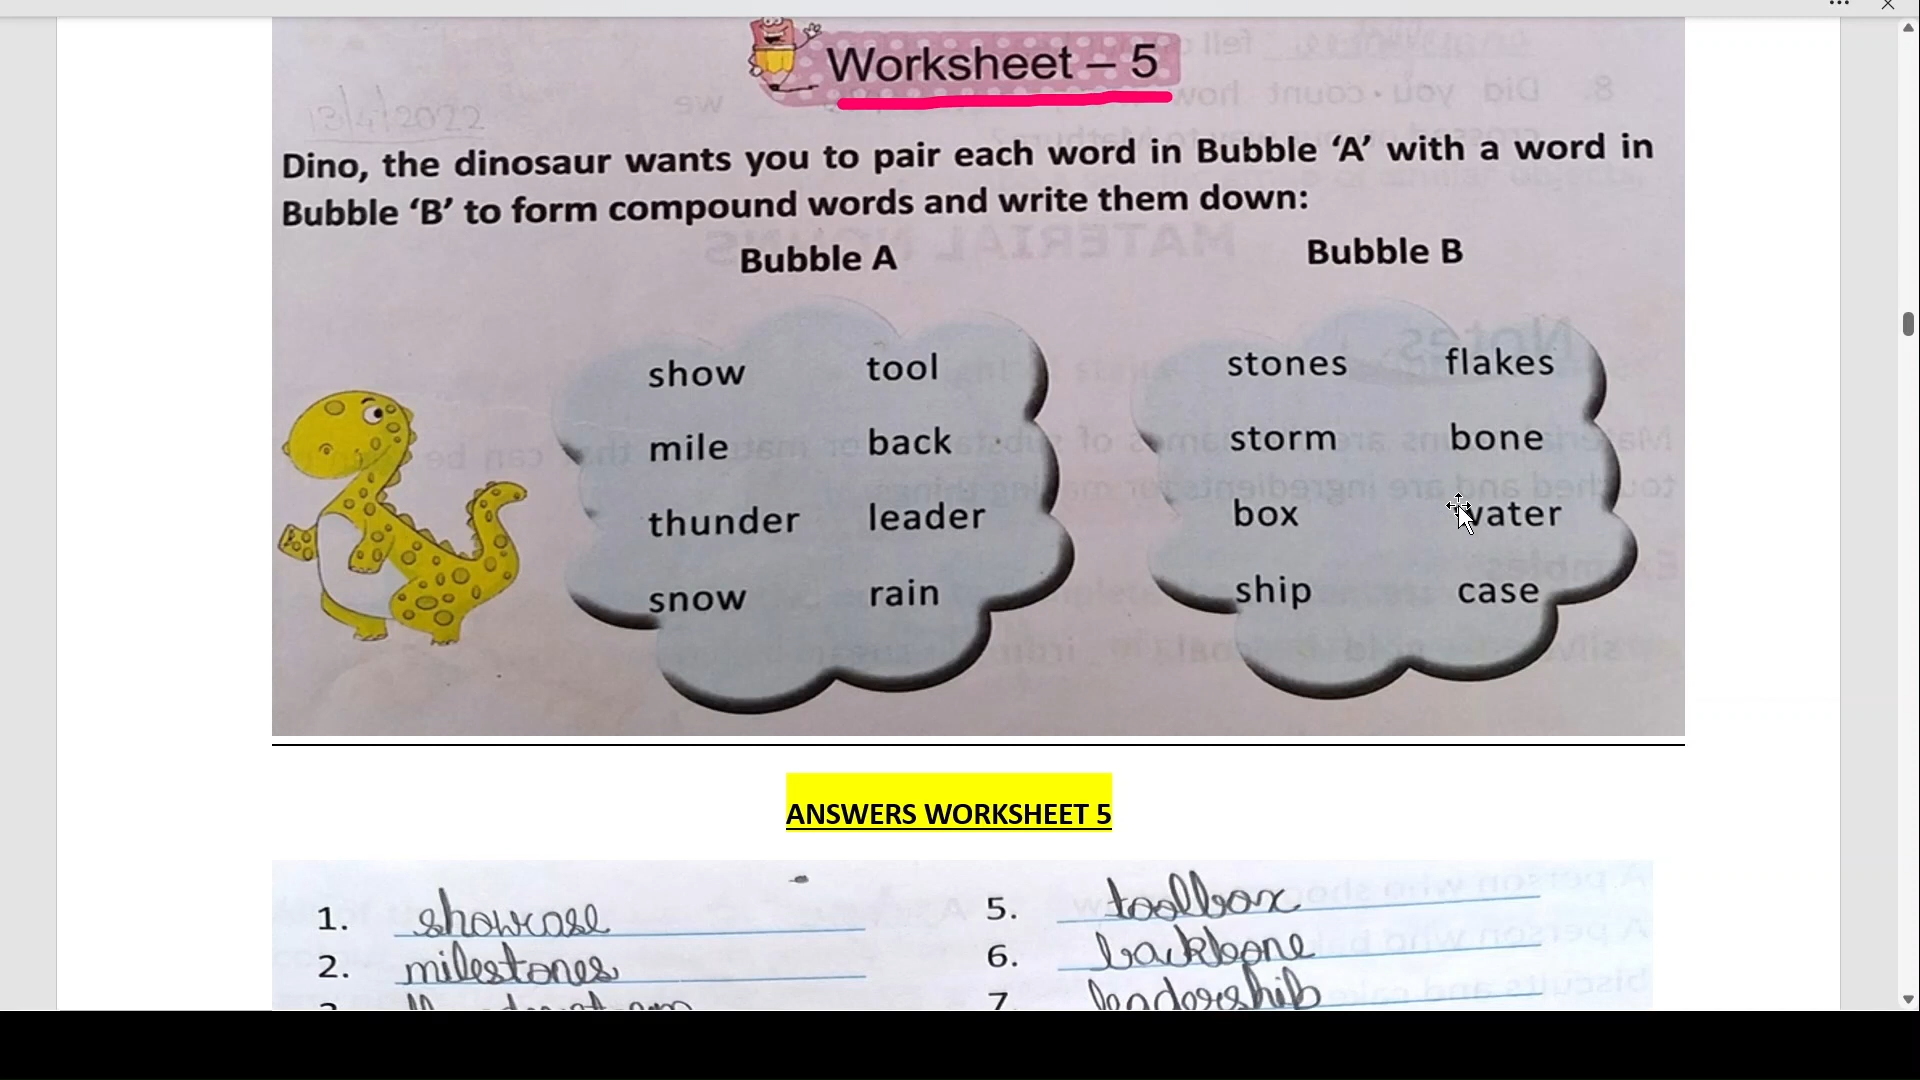 Worksheet – 5
13/4/2022
Dino, the dinosaur wants you to pair each word in Bubble ‘A’ with a word in
Bubble ‘B’ to form compound words and write them down:
Bubble A
Bubble B
show tool
mile back
thunder leader
snow rain
stones flakes
storm bone
box water
ship case
ANSWERS WORKSHEET 5
1. showcase
2. milestones
5. toolbox
6. backbone
7 leadership